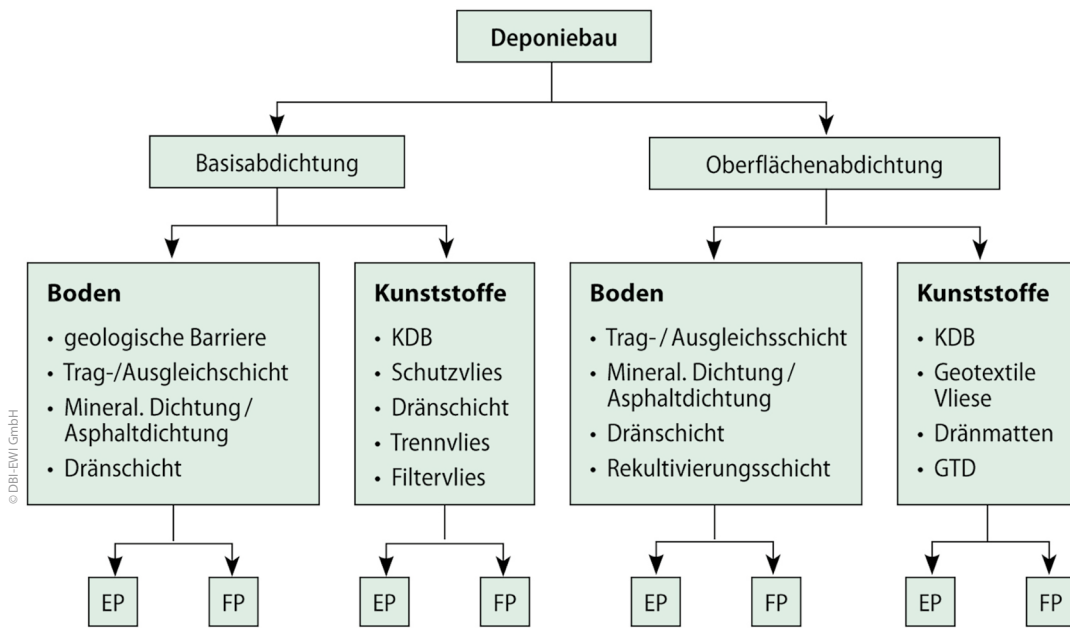 Deponiebau
Basisabdichtung
Oberflächenabdichtung
Boden
• geologische Barriere
• Trag-/Ausgleichschicht
• Mineral. Dichtung /
Asphaltdichtung
• Dränschicht
Kunststoffe
• KDB
• Schutzvlies
• Dränschicht
• Trennvlies
• Filtervlies
Boden
• Trag- / Ausgleichsschicht
• Mineral. Dichtung /
Asphaltdichtung
• Dränschicht
• Rekultivierungsschicht
Kunststoffe
• KDB
• Geotextile
Vliese
• Dränmatten
• GTD
EP
FP
EP
FP
EP
FP
EP
FP
© DBI-EWI GmbH